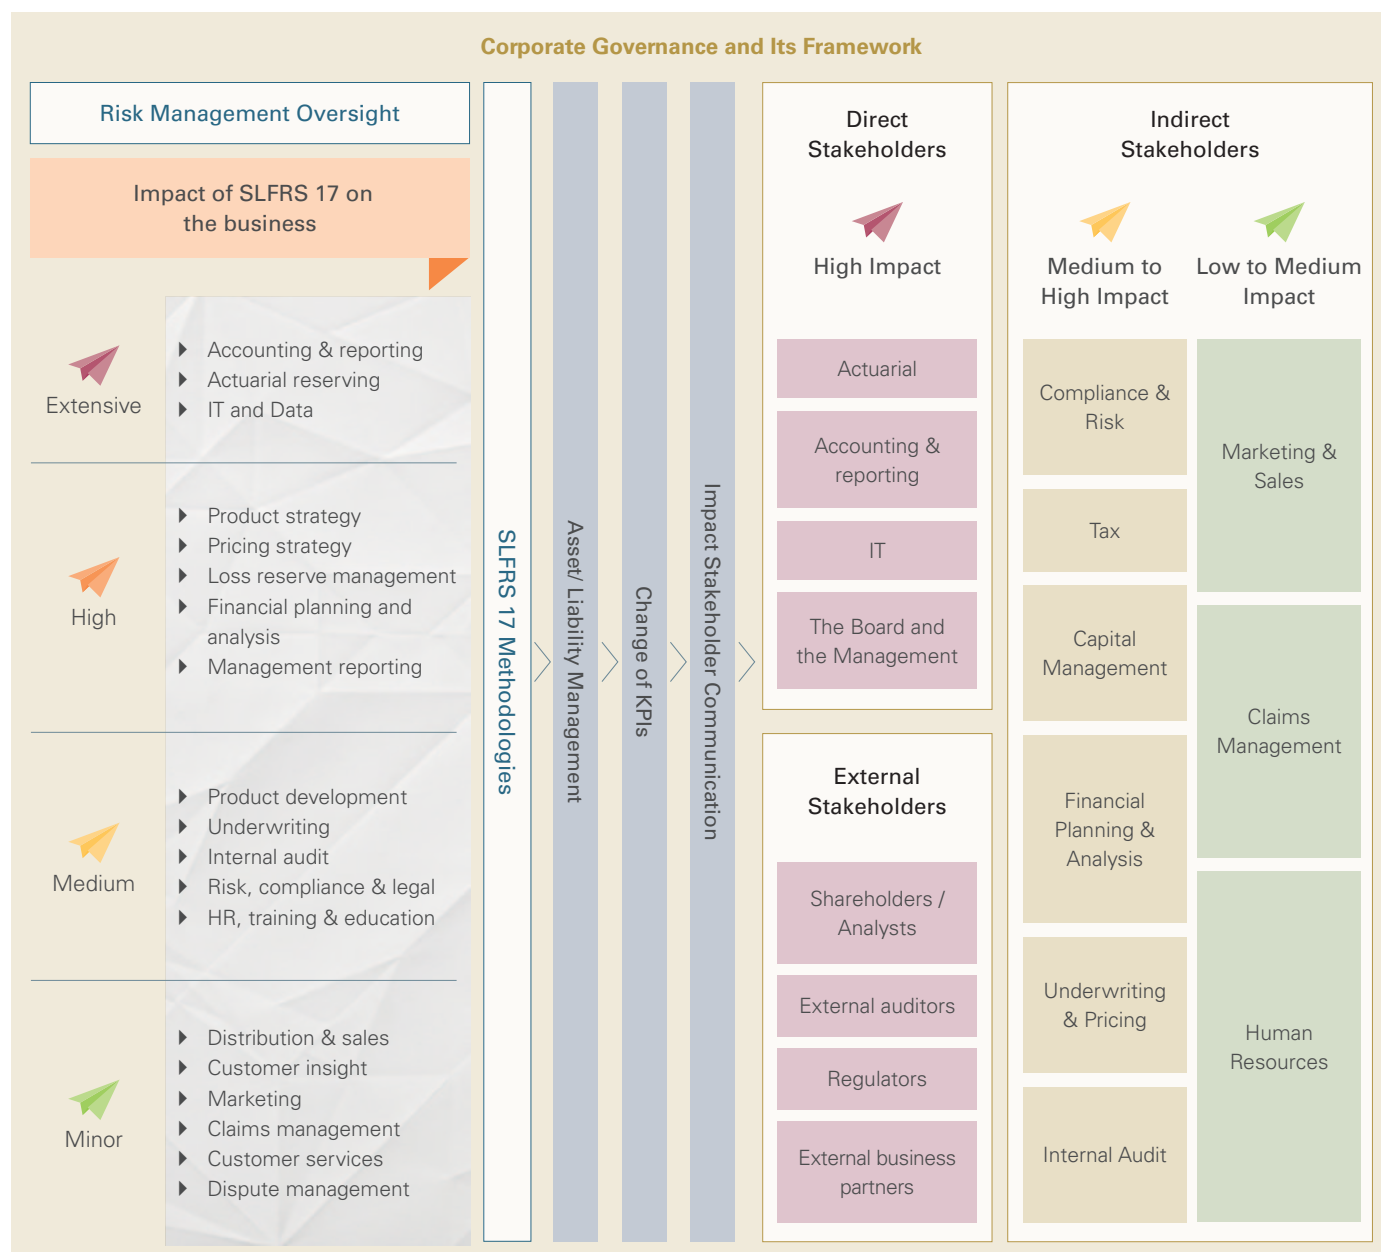 Corporate Governance and Its Framework
Risk Management Oversight
Impact of SLFRS 17 on
the business
Extensive
Accounting & reporting
Actuarial reserving
IT and Data
High
Product strategy
Pricing strategy
Loss reserve management
Financial planning and
analysis
Management reporting
Medium
Product development
Underwriting
Internal audit
Risk, compliance & legal
HR, training & education
Minor
Distribution & sales
Customer insight
Marketing
Claims management
Customer services
Dispute management
SLFRS 17 Methodologies
Asset/ Liability Management
Change of KPIs
Impact Stakeholder Communication
Direct
Stakeholders
High Impact
Actuarial
Accounting &
reporting
IT
The Board and
the Management
External
Stakeholders
Shareholders /
Analysts
External auditors
Regulators
External business
partners
Indirect
Stakeholders
Medium to
High Impact
Compliance &
Risk
Tax
Capital
Management
Financial
Planning &
Analysis
Underwriting
& Pricing
Internal Audit
Low to Medium
Impact
Marketing &
Sales
Claims
Management
Human
Resources